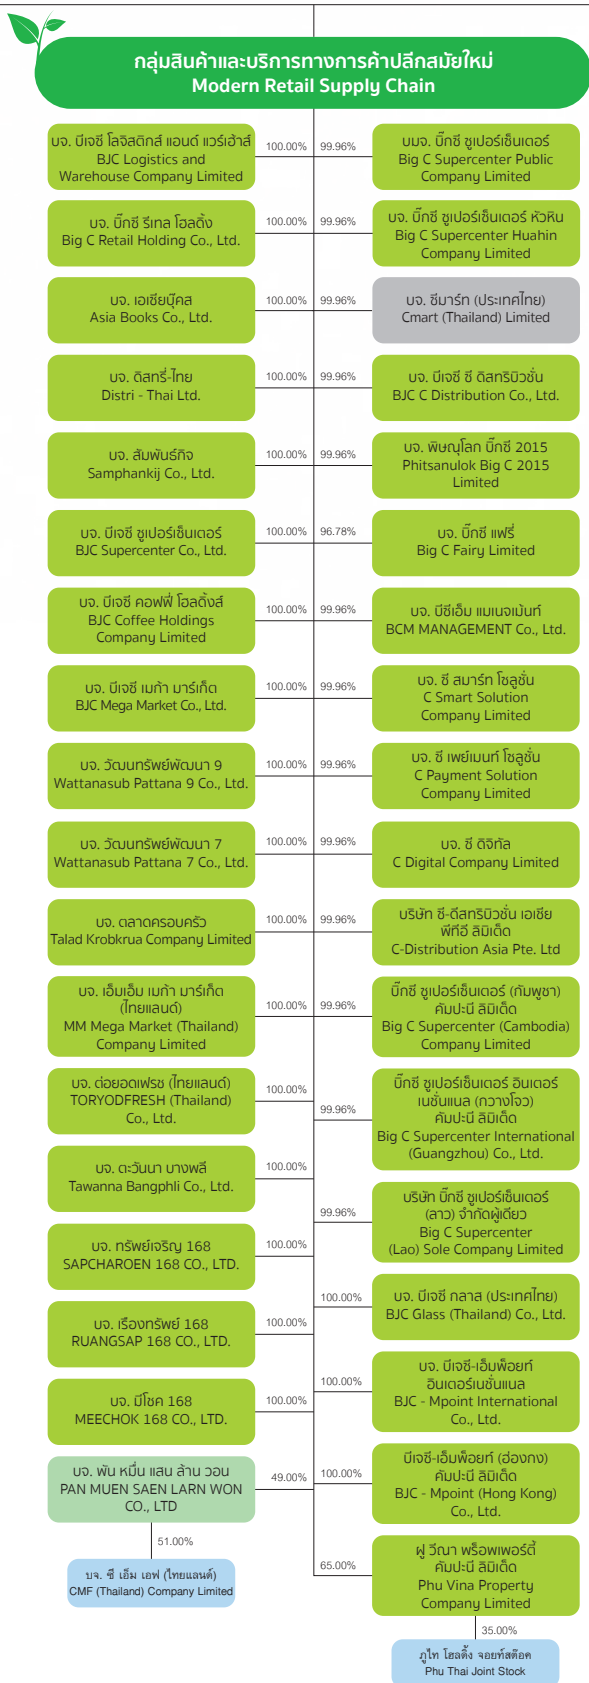 กลุ่มสินค้าและบริการทางการค้าปลีกสมัยใหม่
Modern Retail Supply Chain
บจ. บีเจซี โลจิสติกส์ แอนด์ แวร์เฮ้าส์
BJC Logistics and
Warehouse Company Limited
100.00%
99.96%
บมจ. บิ๊กซี ซูเปอร์เซ็นเตอร์
Big C Supercenter Public
Company Limited
บจ. บิ๊กซี รีเทล โฮลดิ้ง
Big C Retail Holding Co., Ltd.
100.00%
99.96%
บจ. บิ๊กซี ซูเปอร์เซ็นเตอร์ หัวหิน
Big C Supercenter Huahin
Company Limited
บจ. เอเซียบุ๊คส
Asia Books Co., Ltd.
100.00%
99.96%
บจ. ซีมาร์ท (ประเทศไทย)
Cmart (Thailand) Limited
บจ. ดิสทรี่-ไทย
Distri - Thai Ltd.
100.00%
99.96%
บจ. บีเจซี ซี ดิสทริบิวชั่น
BJC C Distribution Co., Ltd.
บจ. สัมพันธ์กิจ
Samphankij Co., Ltd.
100.00%
99.96%
บจ. พิษณุโลก บิ๊กซี 2015
Phitsanulok Big C 2015
Limited
บจ. บีเจซี ซูเปอร์เซ็นเตอร์
BJC Supercenter Co., Ltd.
100.00%
96.78%
บจ. บิ๊กซี แฟรี่
Big C Fairy Limited
บจ. บีเจซี คอฟฟี่ โฮลดิ้งส์
BJC Coffee Holdings
Company Limited
100.00%
99.96%
บจ. บีซีเอ็ม แมเนจเม้นท์
BCM MANAGEMENT Co., Ltd.
บจ. บีเจซี เมก้า มาร์เก็ต
BJC Mega Market Co., Ltd.
100.00%
99.96%
บจ. ซี สมาร์ท โซลูชั่น
C Smart Solution
Company Limited
บจ. วัฒนทรัพย์พัฒนา 9
Wattanasub Pattana 9 Co., Ltd.
100.00%
99.96%
บจ. ซี เพย์เมนท์ โซลูชั่น
C Payment Solution
Company Limited
บจ. วัฒนทรัพย์พัฒนา 7
Wattanasub Pattana 7 Co., Ltd.
100.00%
99.96%
บจ. ซี ดิจิทัล
C Digital Company Limited
บจ. ตลาดครอบครัว
Talad Krobkrua Company Limited
100.00%
99.96%
บริษัท ซี-ดีสทริบิวชั่น เอเชีย
พีทีอี ลิมิเต็ด
C-Distribution Asia Pte. Ltd
บจ. เอ็มเอ็ม เมก้า มาร์เก็ต
(ไทยแลนด์)
MM Mega Market (Thailand)
Company Limited
100.00%
99.96%
บิ๊กซี ซูเปอร์เซ็นเตอร์ (กัมพูชา)
คัมปะนี ลิมิเต็ด
Big C Supercenter (Cambodia)
Company Limited
บจ. ต่อยอดเฟรช (ไทยแลนด์)
TORYODFRESH (Thailand)
Co., Ltd.
100.00%
99.96%
บิ๊กซี ซูเปอร์เซ็นเตอร์ อินเตอร์
เนชั่นแนล (กวางโจว)
คัมปะนี ลิมิเต็ด
Big C Supercenter International
(Guangzhou) Co., Ltd.
บจ. ตะวันนา บางพลี
Tawanna Bangphli Co., Ltd.
100.00%
99.96%
บริษัท บิ๊กซี ซูเปอร์เซ็นเตอร์
(ลาว) จำกัดผู้เดียว
Big C Supercenter
(Lao) Sole Company Limited
บจ. ทรัพย์เจริญ 168
SAPCHAROEN 168 CO., LTD.
100.00%
100.00%
บจ. บีเจซี กลาส (ประเทศไทย)
BJC Glass (Thailand) Co., Ltd.
บจ. เรืองทรัพย์ 168
RUANGSAP 168 CO., LTD.
100.00%
100.00%
บจ. บีเจซี-เอ็มพ็อยท์
อินเตอร์เนชั่นแนล
BJC - Mpoint International
Co., Ltd.
บจ. มีโชค 168
MEECHOK 168 CO., LTD.
100.00%
บจ. พัน หมื่น แสน ล้าน วอน
PAN MUEN SAEN LARN WON
CO., LTD
49.00%
100.00%
บีเจซี-เอ็มพ็อยท์ (ฮ่องกง)
คัมปะนี ลิมิเต็ด
BJC - Mpoint (Hong Kong)
Co., Ltd.
51.00%
บจ. ซี เอ็ม เอฟ (ไทยแลนด์)
CMF (Thailand) Company Limited
65.00%
ฝู วีณา พร็อพเพอร์ตี้
คัมปะนี ลิมิเต็ด
Phu Vina Property
Company Limited
35.00%
ภูไท โฮลดิ้ง จอยท์สต๊อค
Phu Thai Joint Stock